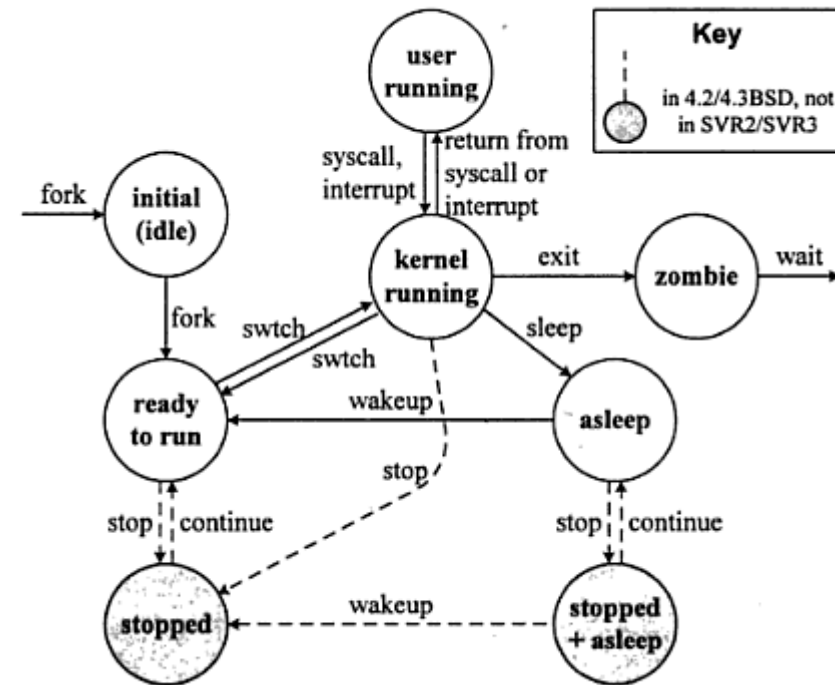 Key
in 4.2/4.3BSD, not
in SVR2/SVR3
user
running
syscall,
interrupt
return from
syscall or
interrupt
fork
initial
(idle)
kernel
running
exit
zombie
wait
fork
swtch
swtch
sleep
ready
to run
wakeup
asleep
stop
stop
continue
stop
continue
stopped
wakeup
stopped
+ asleep